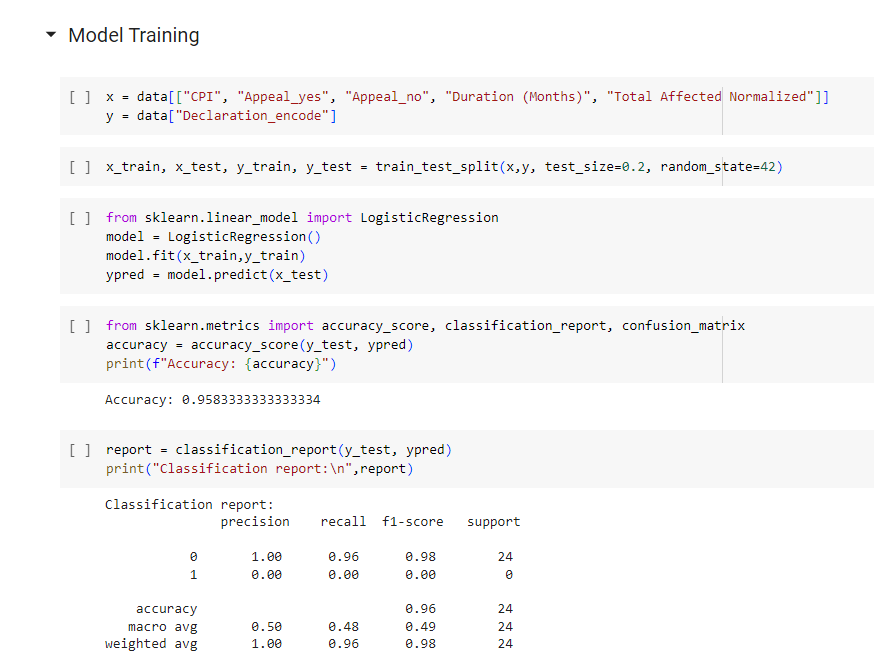 Model Training
[ ] x = data[["CPI", "Appeal_yes", "Appeal_no", "Duration (Months)", "Total Affected Normalized"]]
y = data["Declaration_encode"]
[ ] x_train, x_test, y_train, y_test = train_test_split(x,y, test_size=0.2, random_state=42)
[ ] from sklearn.linear_model import LogisticRegression
model = LogisticRegression()
model.fit(x_train,y_train)
ypred = model.predict(x_test)
[ ] from sklearn.metrics import accuracy_score, classification_report, confusion_matrix
accuracy = accuracy_score(y_test, ypred)
print(f"Accuracy: {accuracy}")
Accuracy: 0.9583333333333334
[ ] report = classification_report(y_test, ypred)
print("Classification report:\n",report)
Classification report:
precision recall f1-score support
0 1.00 0.96 0.98 24
1 0.00 0.00 0.00 0
accuracy 0.96 24
macro avg 0.50 0.48 0.49 24
weighted avg 1.00 0.96 0.98 24